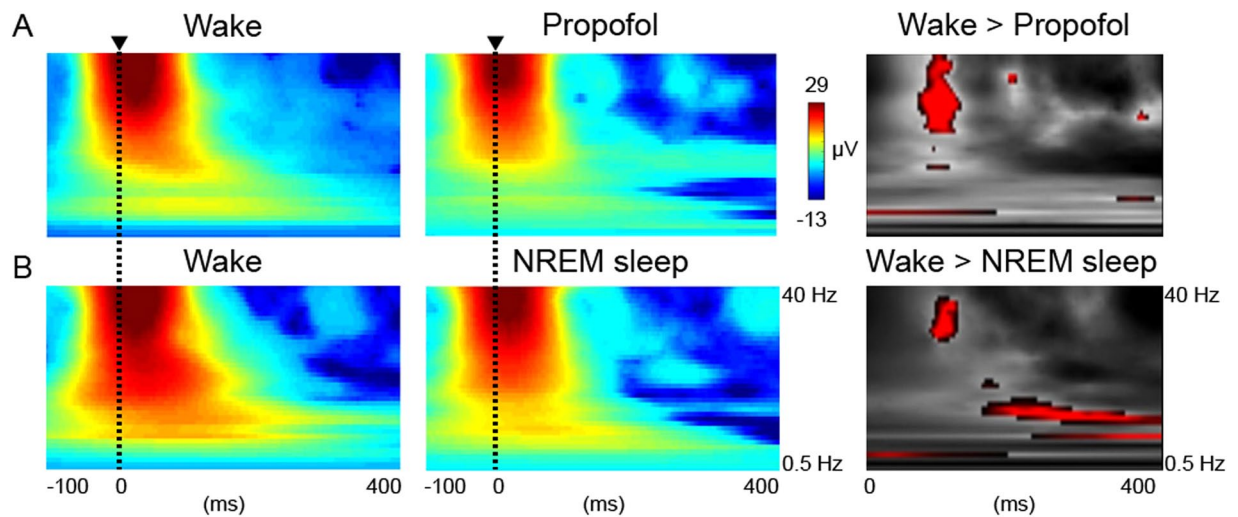 A
Wake
Propofol
Wake > Propofol
29
µV
-13
B
Wake
NREM sleep
Wake > NREM sleep
40 Hz
40 Hz
0.5 Hz
0.5 Hz
-100 0 400
-100 0 400
0 400
(ms)
(ms)
(ms)